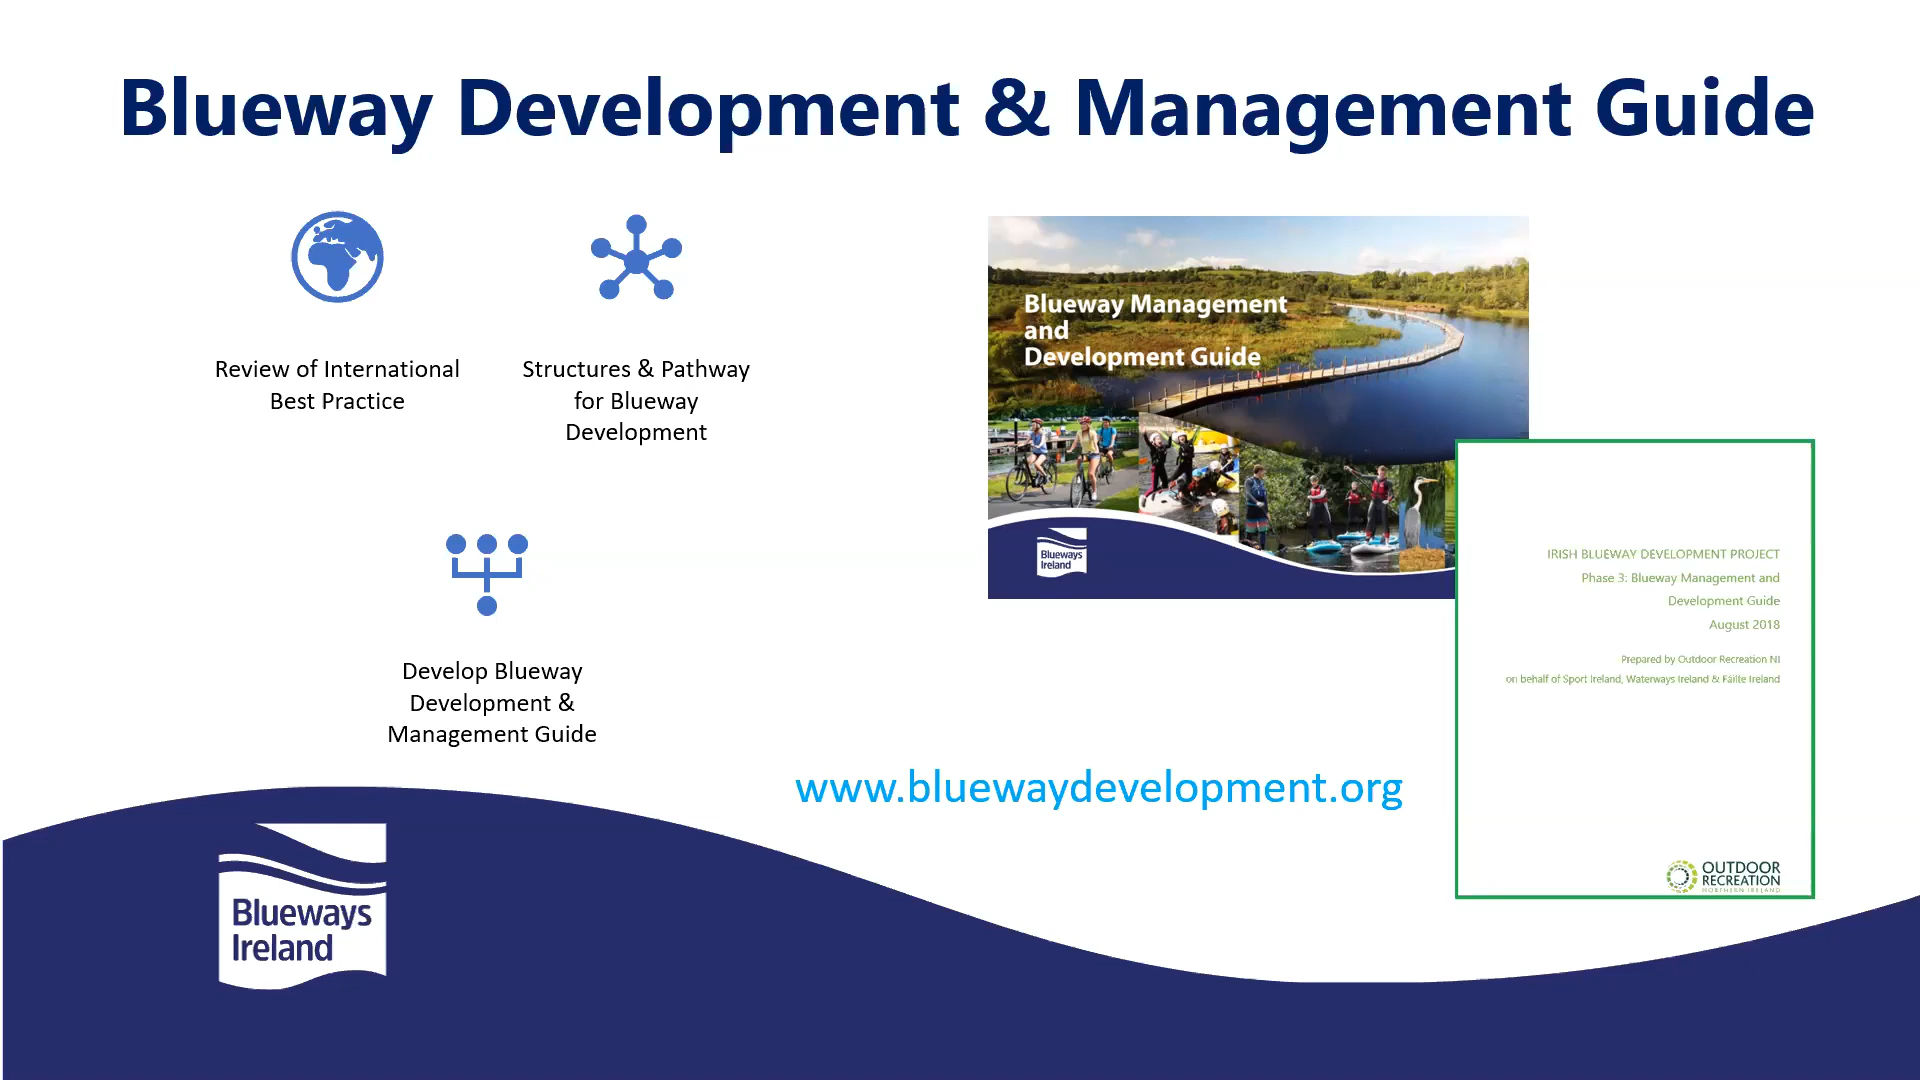 Blueway Development & Management Guide
Review of International
Best Practice
Structures & Pathway
for Blueway
Development
Develop Blueway
Development &
Management Guide
Blueway Management
and
Development Guide
Blueways
Ireland
IRISH BLUEWAY DEVELOPMENT PROJECT
Phase 3: Blueway Management and
Development Guide
August 2018
Prepared by Outdoor Recreation NI
on behalf of Sport Ireland, Waterways Ireland & Fáilte Ireland
OUTDOOR
RECREATION
NORTHERN IRELAND
www.bluewaydevelopment.org
Blueways
Ireland